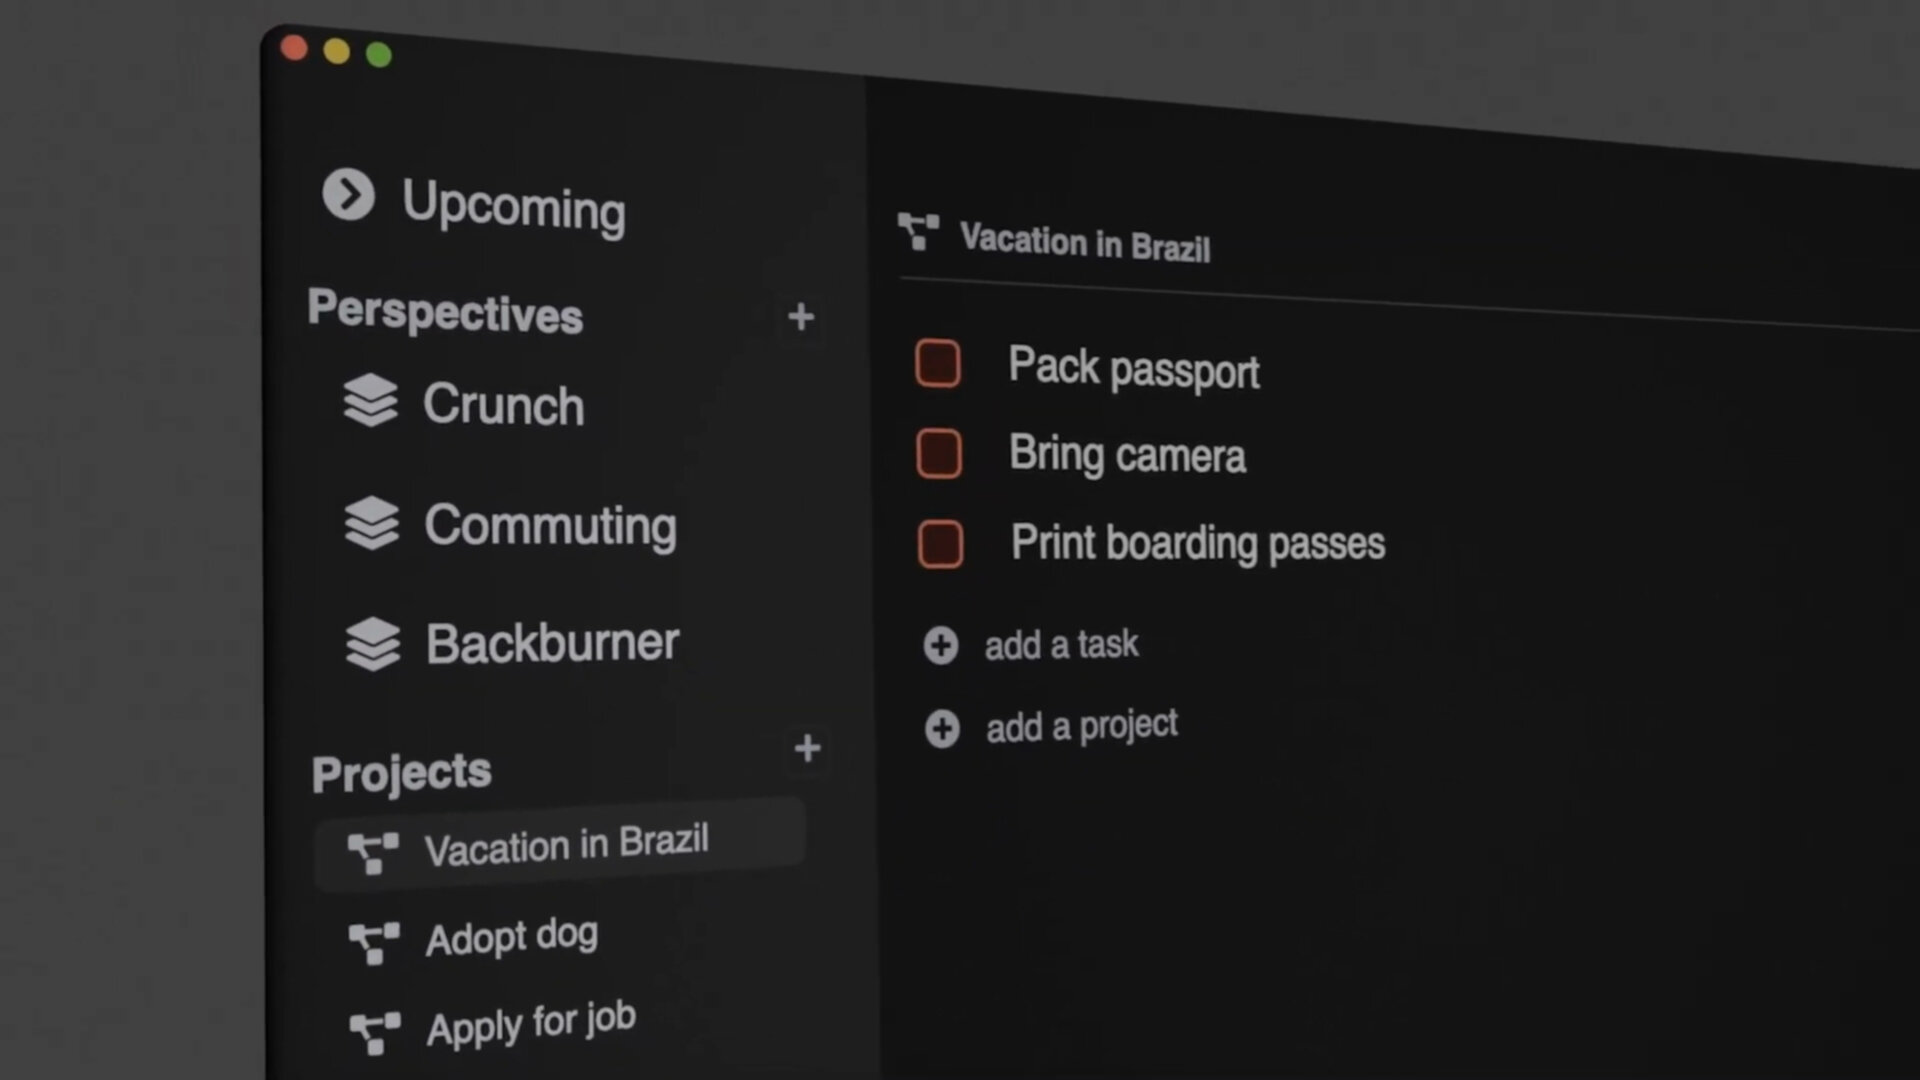 Upcoming
Perspectives
Crunch
Commuting
Backburner
Projects
Vacation in Brazil
Adopt dog
Apply for job
Vacation in Brazil
Pack passport
Bring camera
Print boarding passes
add a task
add a project